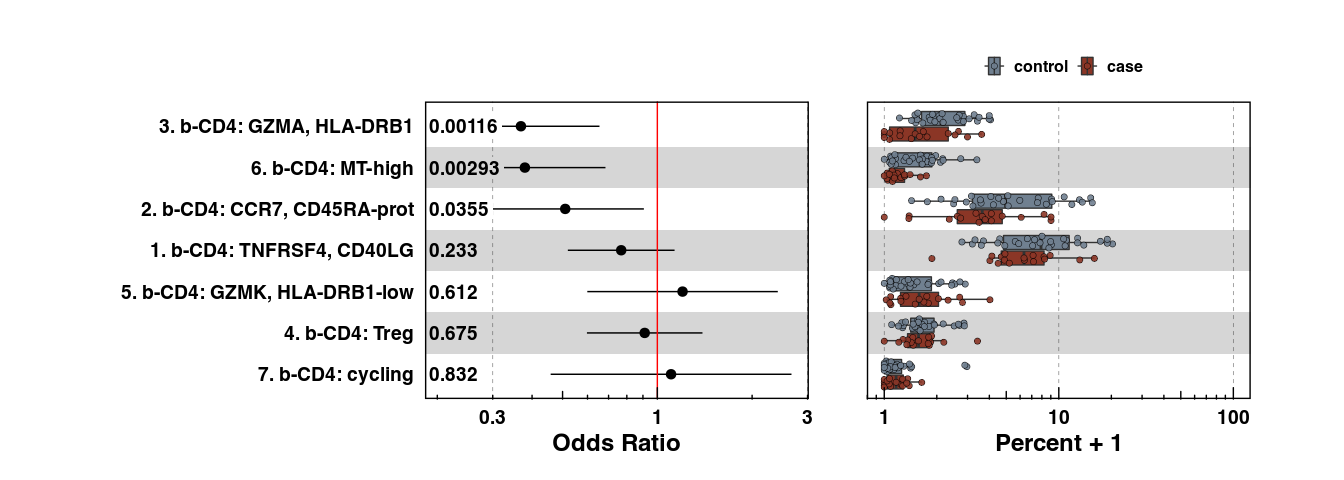 control case
3. b-CD4: GZMA, HLA-DRB1 0.00116
6. b-CD4: MT-high 0.00293
2. b-CD4: CCR7, CD45RA-prot 0.0355
1. b-CD4: TNFRSF4, CD40LG 0.233
5. b-CD4: GZMK, HLA-DRB1-low 0.612
4. b-CD4: Treg 0.675
7. b-CD4: cycling 0.832
0.3 1 3 1 10 100
Odds Ratio Percent + 1